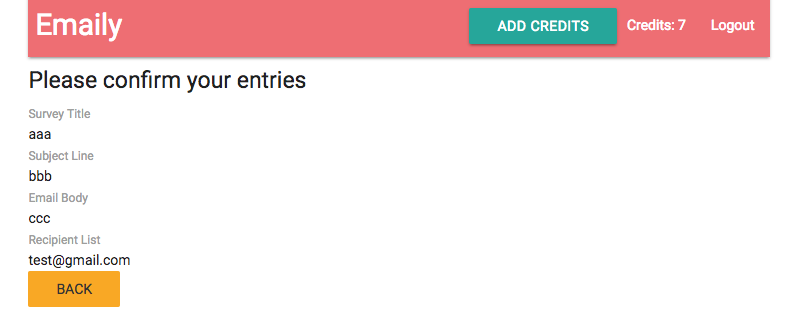 Emaily
ADD CREDITS
Credits: 7
Logout
Please confirm your entries
Survey Title
aaa
Subject Line
bbb
Email Body
ccc
Recipient List
test@gmail.com
BACK